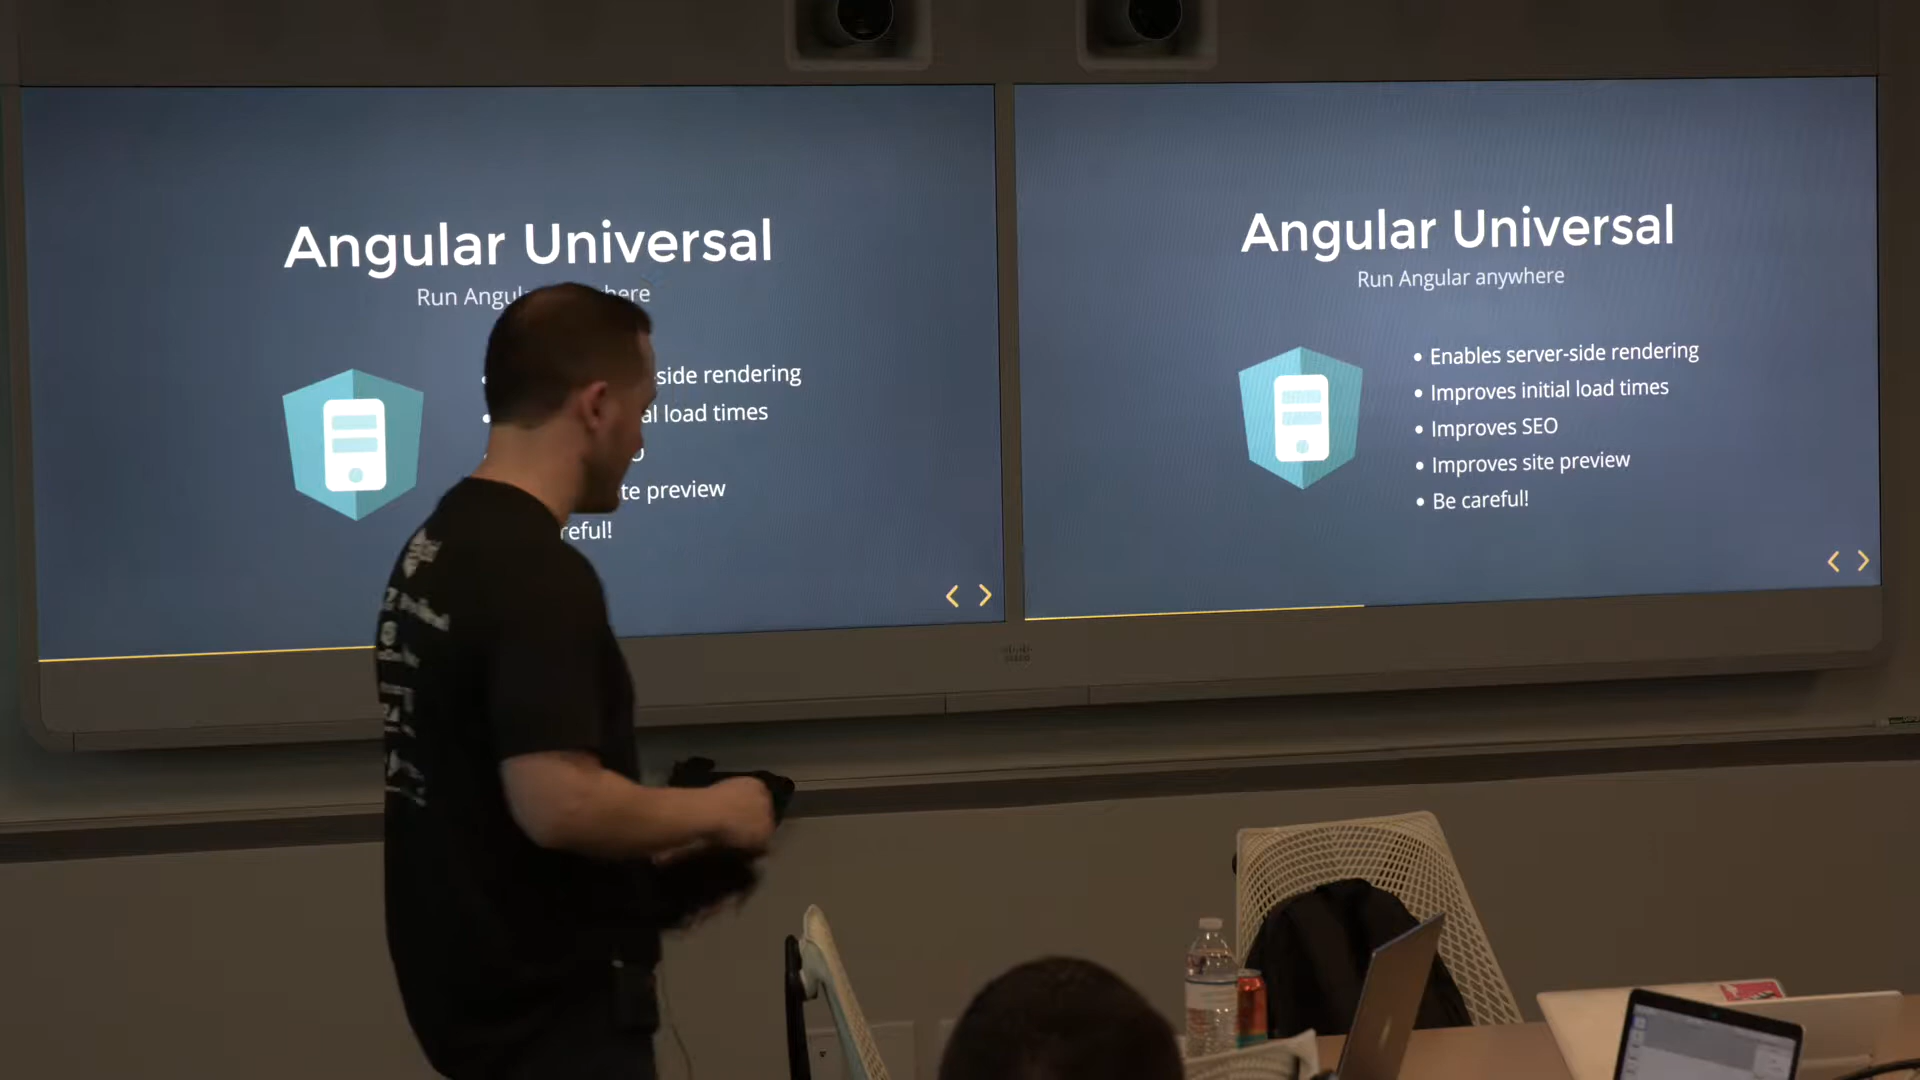 Angular Universal
Run Angu here
side rendering
al load times
O
te preview
reful!
Angular Universal
Run Angular anywhere
• Enables server-side rendering
• Improves initial load times
• Improves SEO
• Improves site preview
• Be careful!